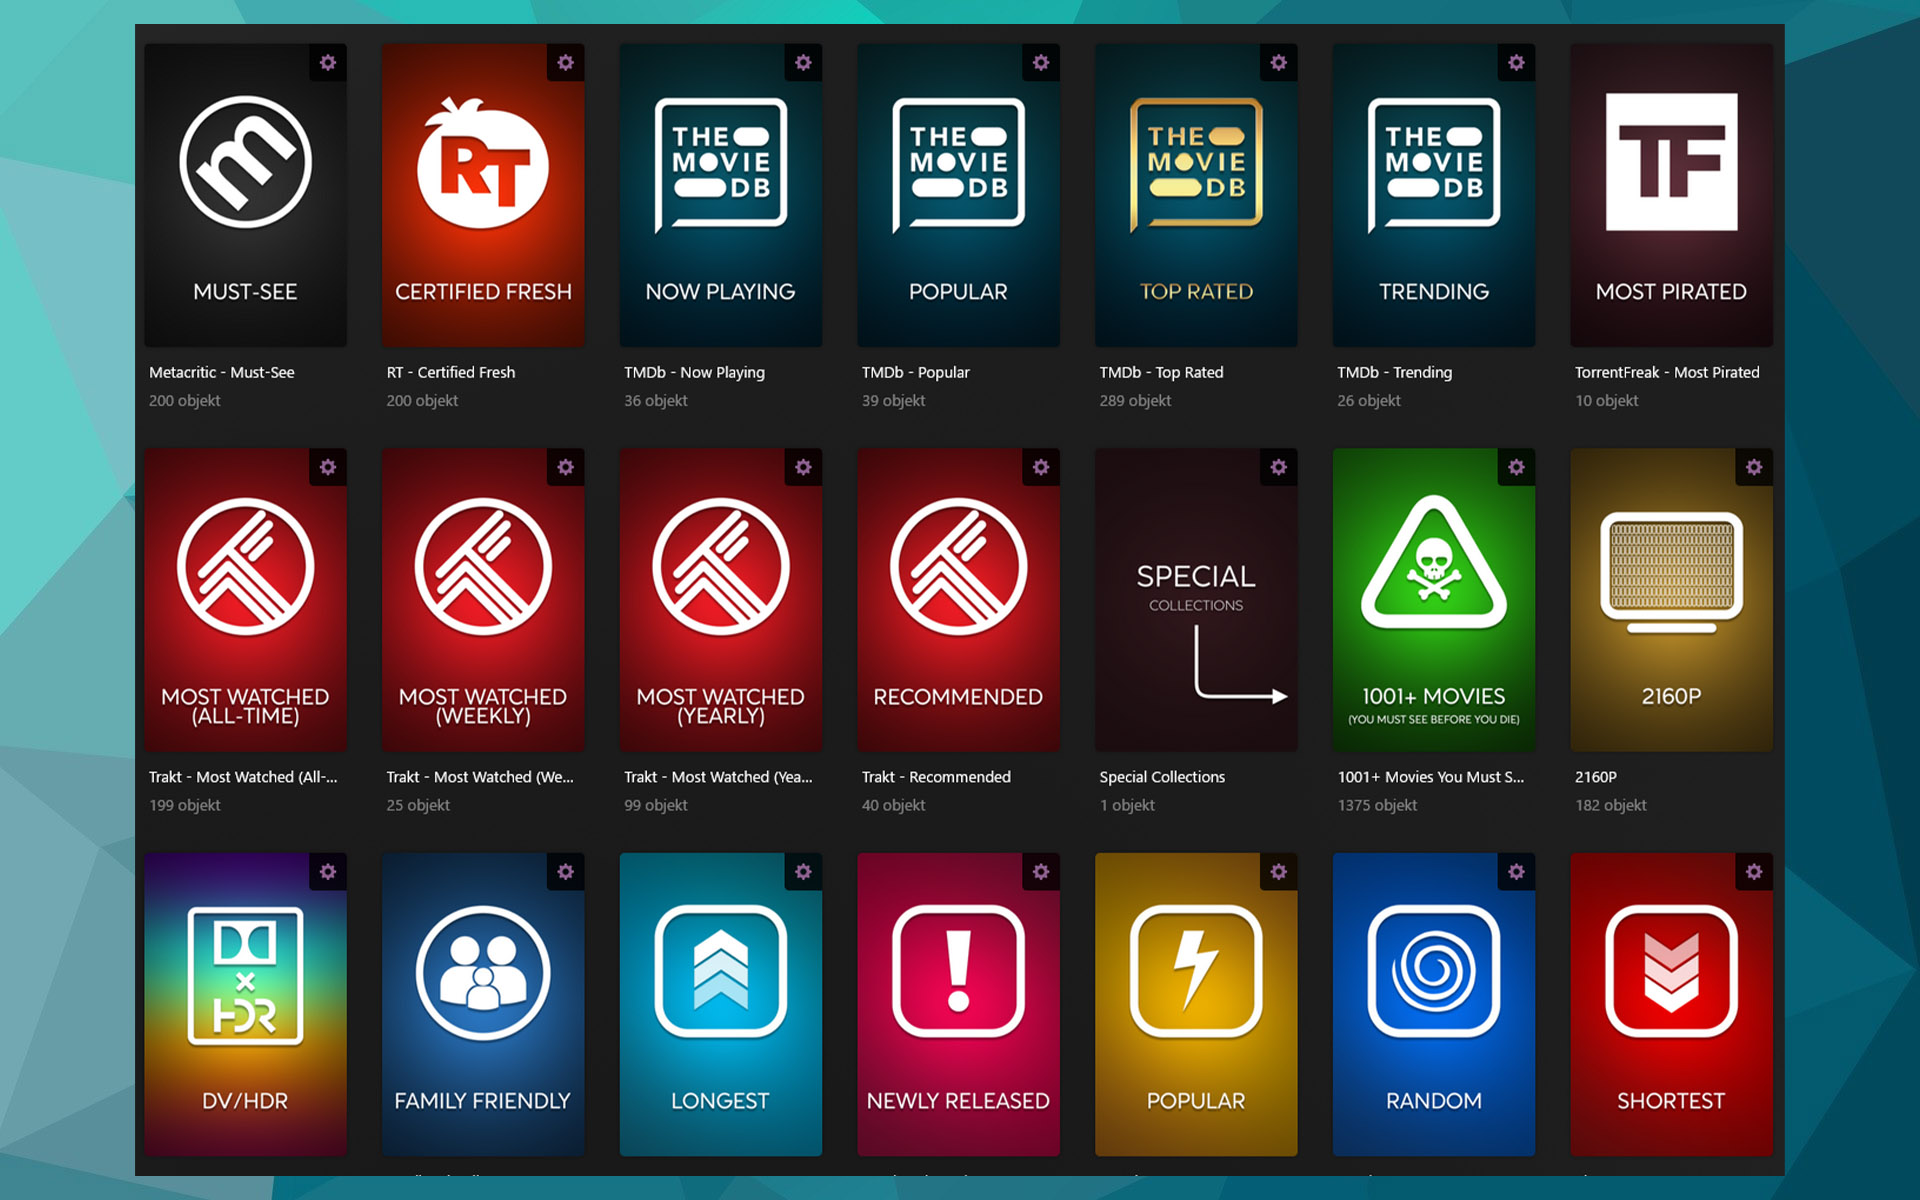 m
RT
THE
MOVIE
DB
THE
MOVIE
DB
THE
MOVIE
DB
THE
MOVIE
DB
TF
MUST-SEE
CERTIFIED FRESH
NOW PLAYING
POPULAR
TOP RATED
TRENDING
MOST PIRATED
Metacritic - Must-See
200 objekt
RT - Certified Fresh
200 objekt
TMDb - Now Playing
36 objekt
TMDb - Popular
39 objekt
TMDb - Top Rated
289 objekt
TMDb - Trending
26 objekt
TorrentFreak - Most Pirated
10 objekt
MOST WATCHED
(ALL-TIME)
MOST WATCHED
(WEEKLY)
MOST WATCHED
(YEARLY)
RECOMMENDED
SPECIAL
COLLECTIONS
1001+ MOVIES
(YOU MUST SEE BEFORE YOU DIE)
2160P
Trakt - Most Watched (All-...
199 objekt
Trakt - Most Watched (We...
25 objekt
Trakt - Most Watched (Yea...
99 objekt
Trakt - Recommended
40 objekt
Special Collections
1 objekt
1001+ Movies You Must S...
1375 objekt
2160P
182 objekt
x
HDR
DV/HDR
FAMILY FRIENDLY
LONGEST
NEWLY RELEASED
POPULAR
RANDOM
SHORTEST